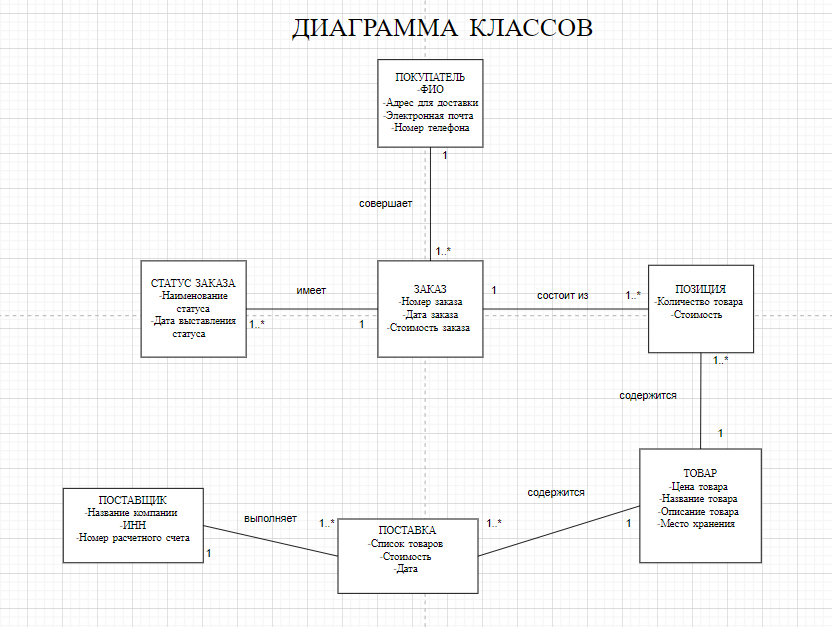 ДИАГРАММА КЛАССОВ
ПОКУПАТЕЛЬ
-ФИО
-Адрес для доставки
-Электронная почта
-Номер телефона
1
совершает
1..*
СТАТУС ЗАКАЗА
-Наименование
статуса
-Дата выставления
статуса
имеет
1..*
1
ЗАКАЗ
-Номер заказа
-Дата заказа
-Стоимость заказа
1
состоит из
1..*
ПОЗИЦИЯ
-Количество товара
-Стоимость
1..*
содержится
1
ТОВАР
-Цена товара
-Название товара
-Описание товара
-Место хранения
ПОСТАВЩИК
-Название компании
-ИНН
-Номер расчетного счета
1
выполняет
1..*
ПОСТАВКА
-Список товаров
-Стоимость
-Дата
1..*
содержится
1